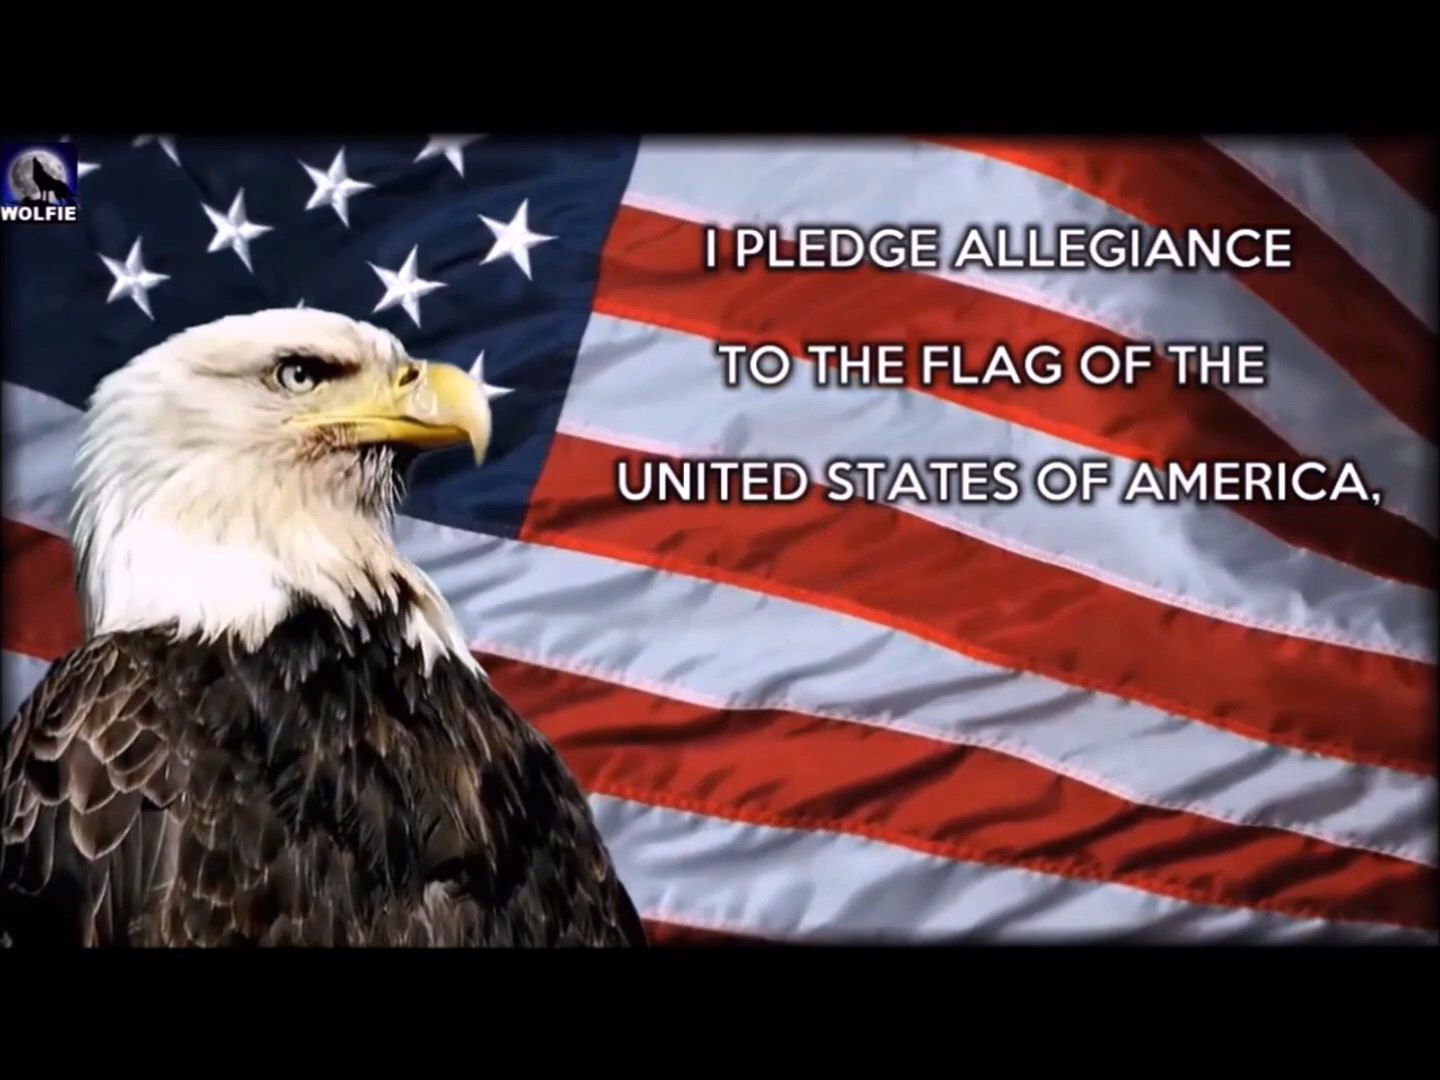 WOLFIE
I PLEDGE ALLEGIANCE
TO THE FLAG OF THE
UNITED STATES OF AMERICA,